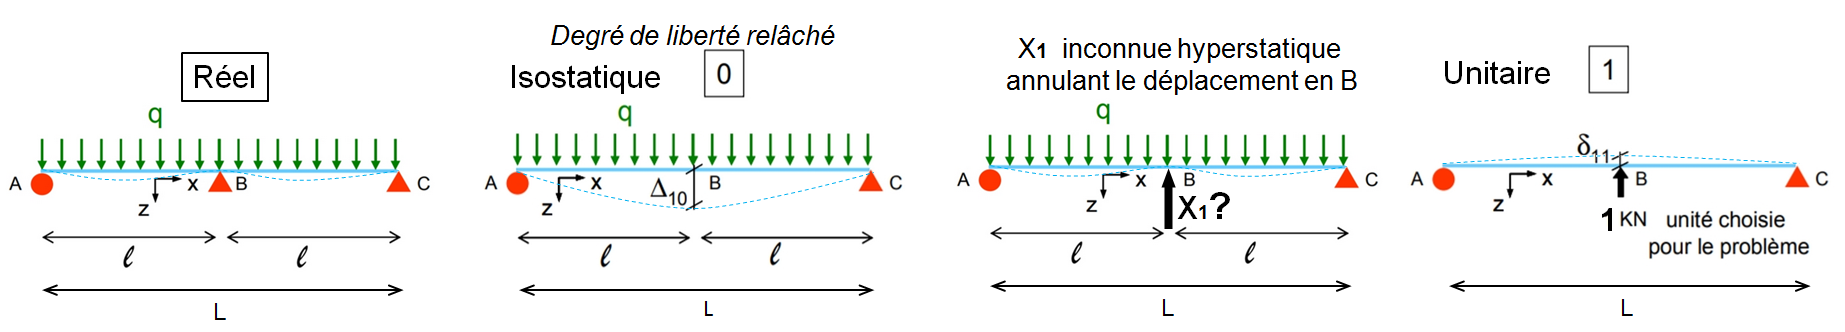 Réel
q
A
x
B
C
z
ℓ
ℓ
L
Degré de liberté relâché
Isostatique 0
q
A
x
B
C
z
Δ10
ℓ
ℓ
L
X1 inconnue hyperstatique
annulant le déplacement en B
q
A
x
B
C
z
X1?
ℓ
ℓ
L
Unitaire 1
δ11
A
x
B
C
z
1 KN unité choisie
pour le problème
L